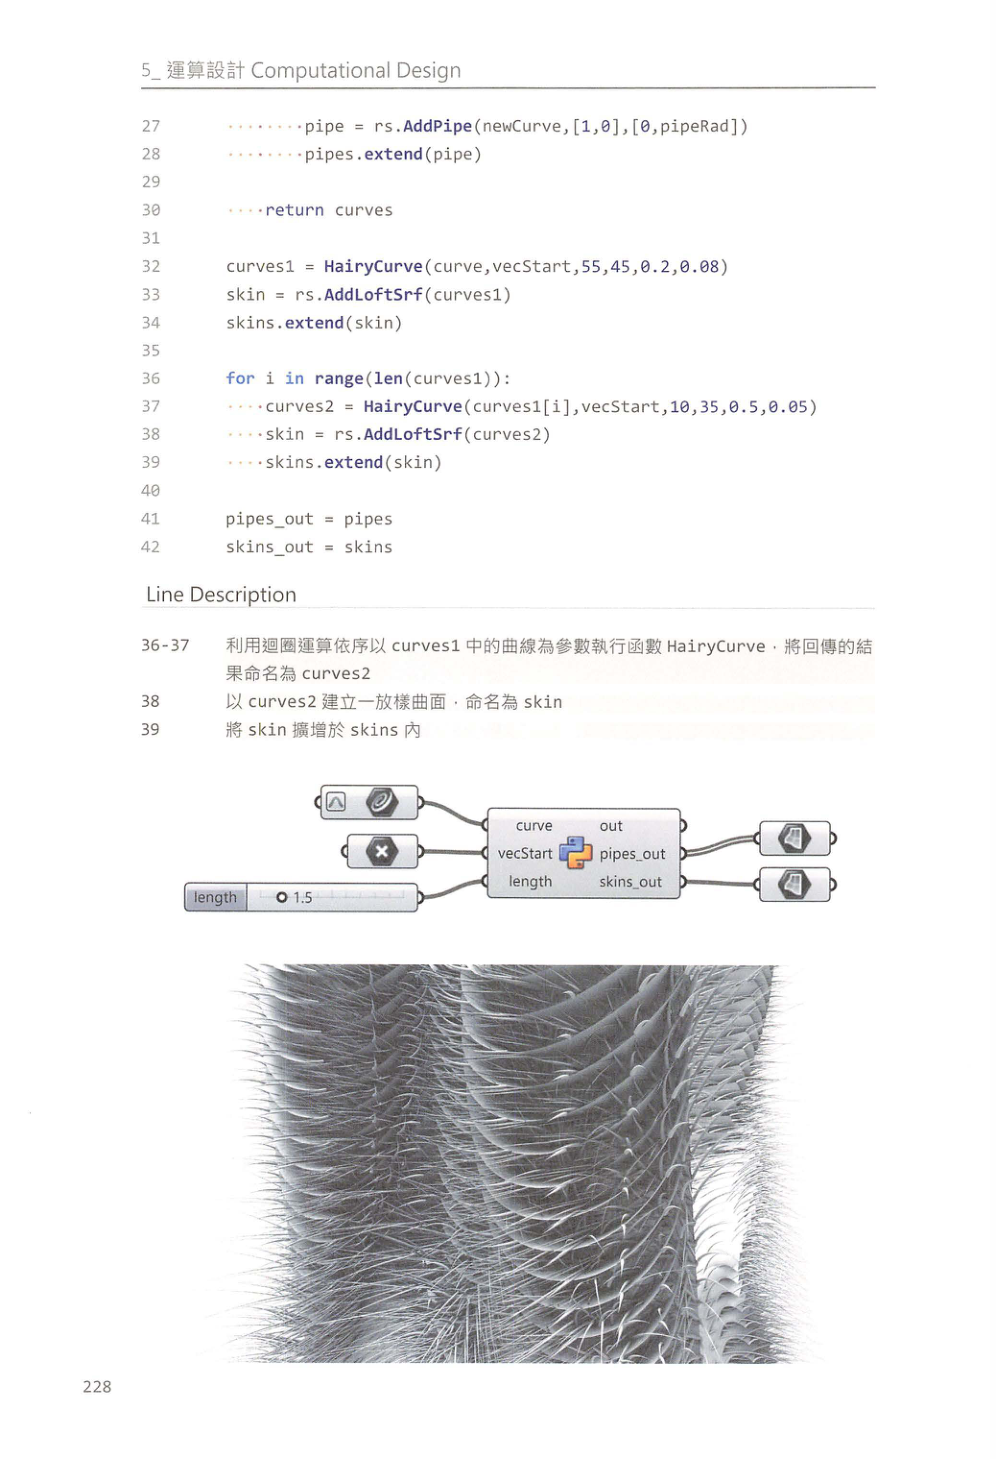 5_ 運算設計 Computational Design
27 ········pipe = rs.AddPipe(newCurve,[1,0],[0,pipeRad])
28 ········pipes.extend(pipe)
29
30 ····return curves
31
32 curves1 = HairyCurve(curve,vecStart,55,45,0.2,0.08)
33 skin = rs.AddLoftSrf(curves1)
34 skins.extend(skin)
35
36 for i in range(len(curves1)):
37 ····curves2 = HairyCurve(curves1[i],vecStart,10,35,0.5,0.05)
38 ····skin = rs.AddLoftSrf(curves2)
39 ····skins.extend(skin)
40
41 pipes_out = pipes
42 skins_out = skins
Line Description
36-37 利用迴圈運算依序以 curves1 中的曲線為參數執行函數 HairyCurve，將回傳的結
果命名為 curves2
38 以 curves2 建立一放樣曲面，命名為 skin
39 將 skin 擴增於 skins 內
curve out
vecStart pipes_out
length skins_out
length 1.5
228